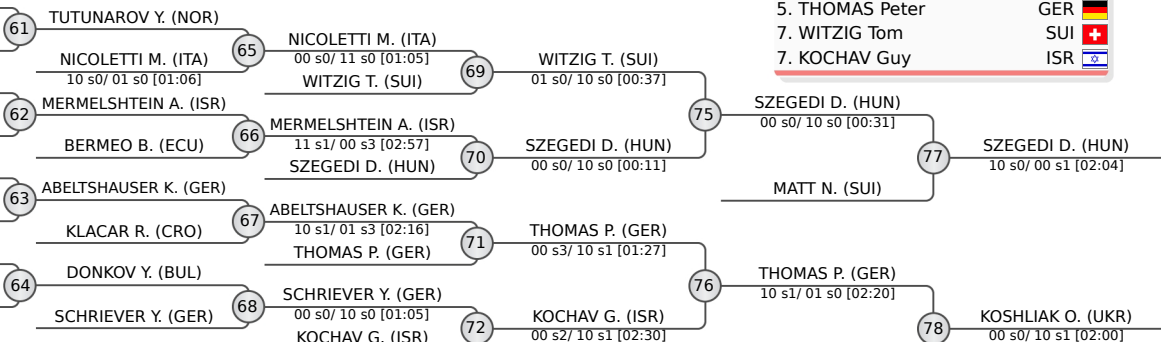 5. THOMAS Peter GER
7. WITZIG Tom SUI
7. KOCHAV Guy ISR
61
TUTUNAROV Y. (NOR)
NICOLETTI M. (ITA)
10 s0/ 01 s0 [01:06]
62
MERMELSHTEIN A. (ISR)
BERMEO B. (ECU)
63
ABELTSHAUSER K. (GER)
KLACAR R. (CRO)
64
DONKOV Y. (BUL)
SCHRIEVER Y. (GER)
65
NICOLETTI M. (ITA)
00 s0/ 11 s0 [01:05]
WITZIG T. (SUI)
66
MERMELSHTEIN A. (ISR)
11 s1/ 00 s3 [02:57]
SZEGEDI D. (HUN)
67
ABELTSHAUSER K. (GER)
10 s1/ 01 s3 [02:16]
THOMAS P. (GER)
68
SCHRIEVER Y. (GER)
00 s0/ 10 s0 [01:05]
KOCHAV G. (ISR)
69
WITZIG T. (SUI)
01 s0/ 10 s0 [00:37]
70
SZEGEDI D. (HUN)
00 s0/ 10 s0 [00:11]
71
THOMAS P. (GER)
00 s3/ 10 s1 [01:27]
72
KOCHAV G. (ISR)
00 s2/ 10 s1 [02:30]
75
SZEGEDI D. (HUN)
00 s0/ 10 s0 [00:31]
MATT N. (SUI)
76
THOMAS P. (GER)
10 s1/ 01 s0 [02:20]
77
SZEGEDI D. (HUN)
10 s0/ 00 s1 [02:04]
78
KOSHLIAK O. (UKR)
00 s0/ 10 s1 [02:00]